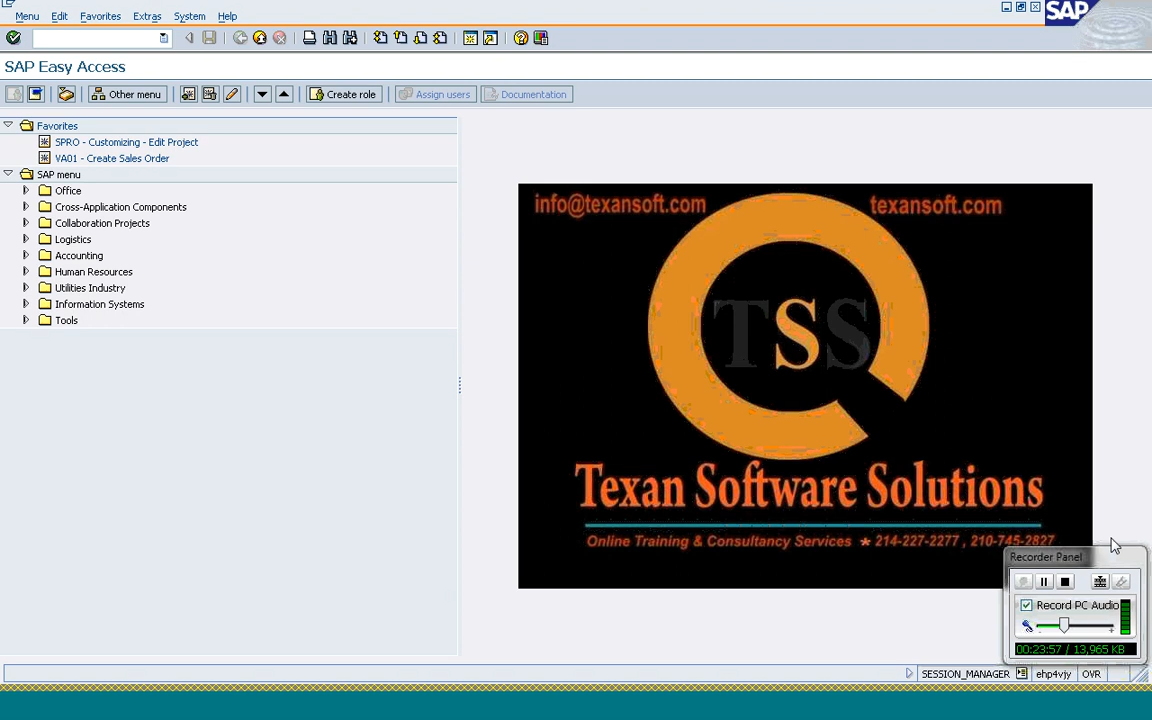 Menu Edit Favorites Extras System Help
SAP
SAP Easy Access
Other menu Create role Assign users Documentation
Favorites
SPRO - Customizing - Edit Project
VA01 - Create Sales Order
SAP menu
Office
Cross-Application Components
Collaboration Projects
Logistics
Accounting
Human Resources
Utilities Industry
Information Systems
Tools
info@texansoft.com texansoft.com
TSS
Texan Software Solutions
Online Training & Consultancy Services * 214-227-2277 , 210-745-2827
Recorder Panel
Record PC Audio
- +
00:23:57 / 13,965 KB
SESSION_MANAGER ehp4vjy OVR